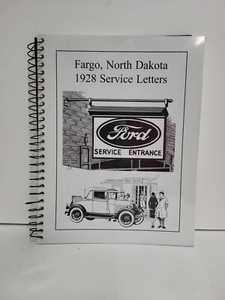 Fargo, North Dakota
1928 Service Letters
Ford
SERVICE ENTRANCE